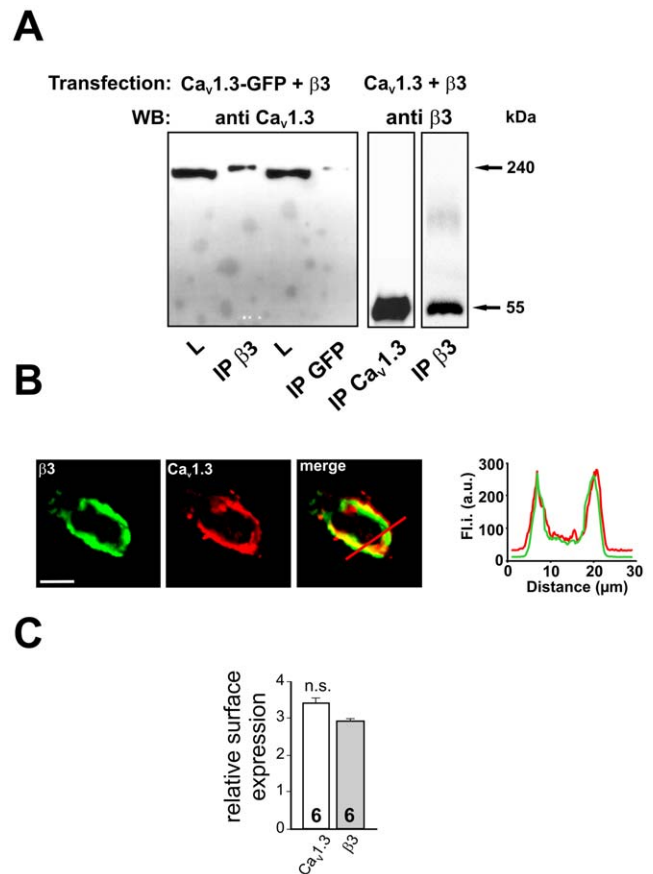 A
Transfection: Caᵥ1.3-GFP + β3 Caᵥ1.3 + β3
WB: anti Caᵥ1.3 anti β3 kDa
240
55
L IP β3 L IP GFP IP Caᵥ1.3 IP β3
B
β3 Caᵥ1.3 merge
Fl.i. (a.u.)
300
200
100
0
0 10 20 30
Distance (µm)
C
n.s.
relative surface
expression
4
3
2
1
0
6 6
Caᵥ1.3 β3